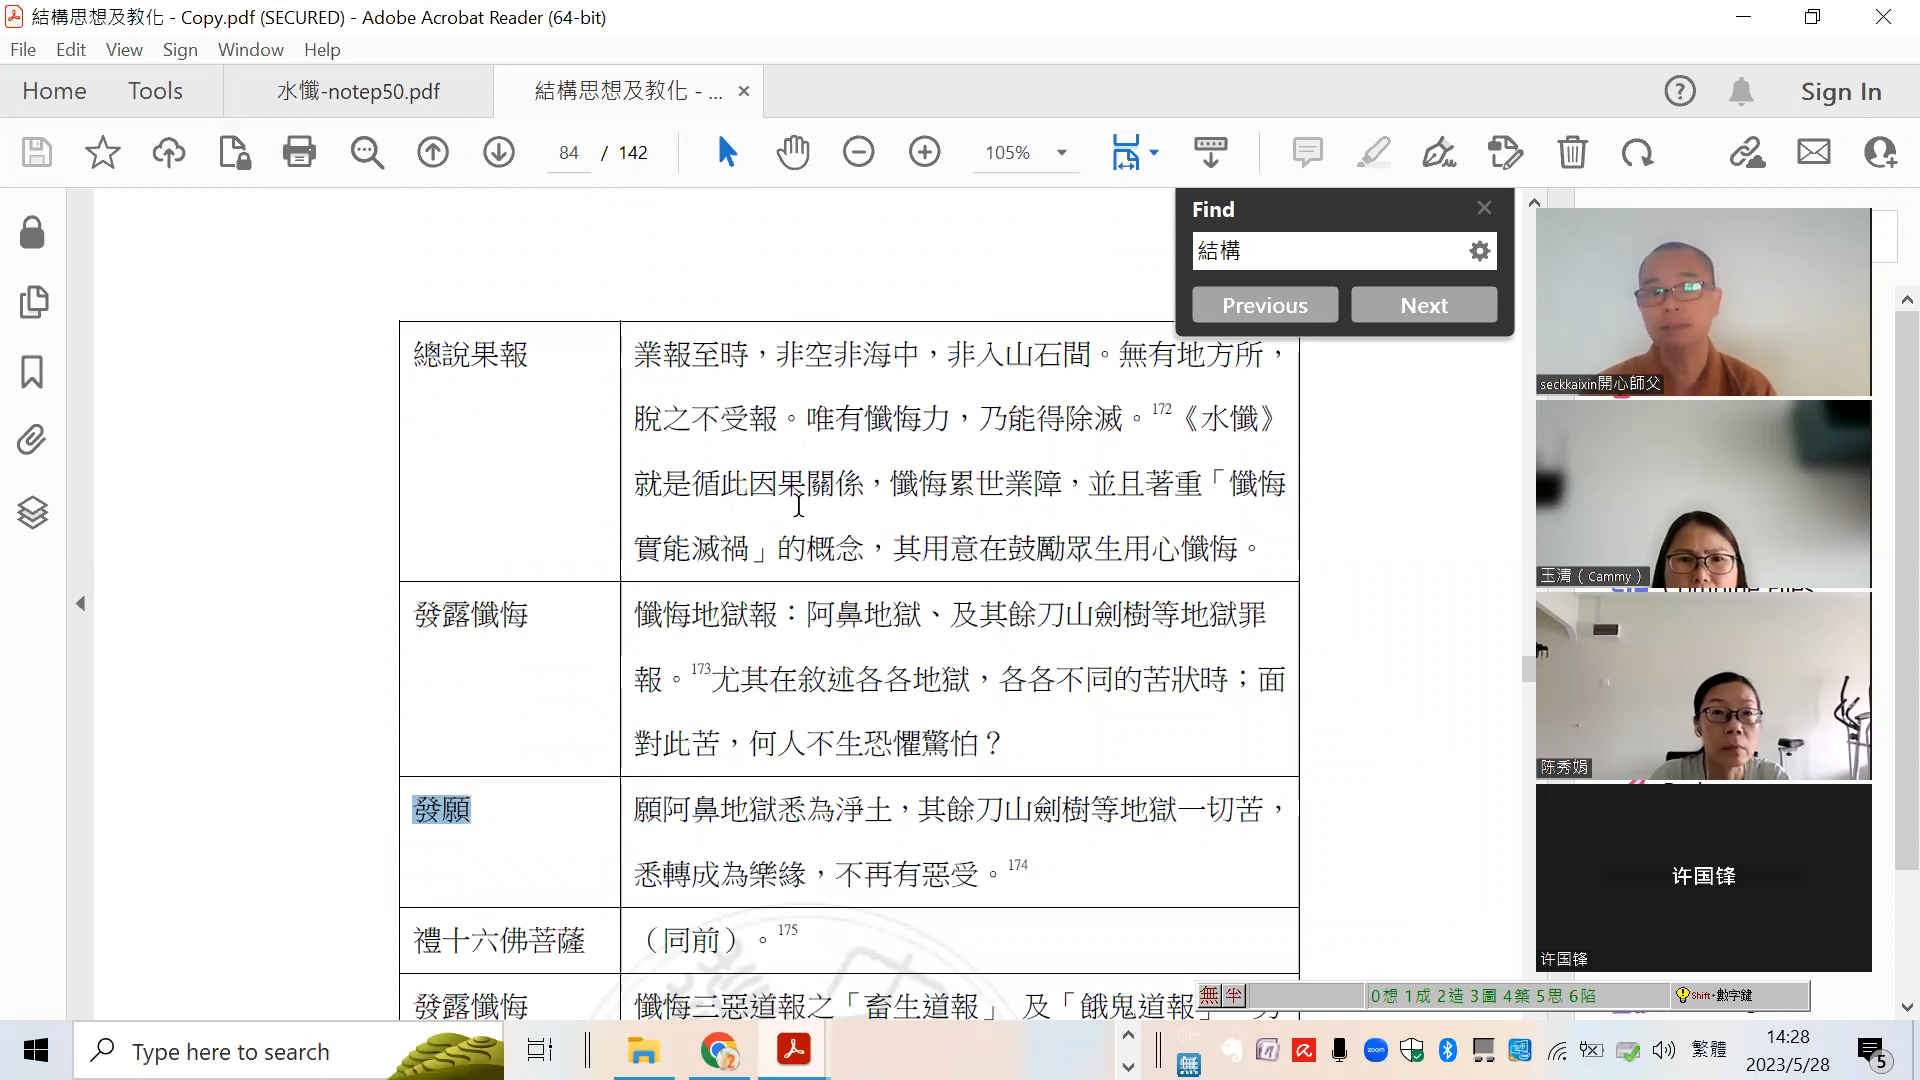 結構思想及教化 - Copy.pdf (SECURED) - Adobe Acrobat Reader (64-bit)
File Edit View Sign Window Help
Home Tools 水懺-notep50.pdf 結構思想及教化 - ... Sign In
84 / 142 105%
Find
結構
Previous Next
總說果報
業報至時，非空非海中，非入山石間。無有地方所，
脫之不受報。唯有懺悔力，乃能得除滅。172《水懺》
就是循此因果關係，懺悔累世業障，並且著重「懺悔
實能滅禍」的概念，其用意在鼓勵眾生用心懺悔。
發露懺悔
懺悔地獄報：阿鼻地獄、及其餘刀山劍樹等地獄罪
報。173尤其在敘述各各地獄，各各不同的苦狀時；面
對此苦，何人不生恐懼驚怕？
發願
願阿鼻地獄悉為淨土，其餘刀山劍樹等地獄一切苦，
悉轉成為樂緣，不再有惡受。174
禮十六佛菩薩
（同前）。175
發露懺悔
懺悔三惡道報之「畜生道報」 及「餓鬼道報」
seckkaixin開心師父
玉清（Cammy）
陈秀娟
许国锋
许国锋
無 半 0想 1成 2造 3圖 4築 5思 6陷 Shift-數字鍵
Type here to search
zoom
無
繁體
14:28
2023/5/28
5